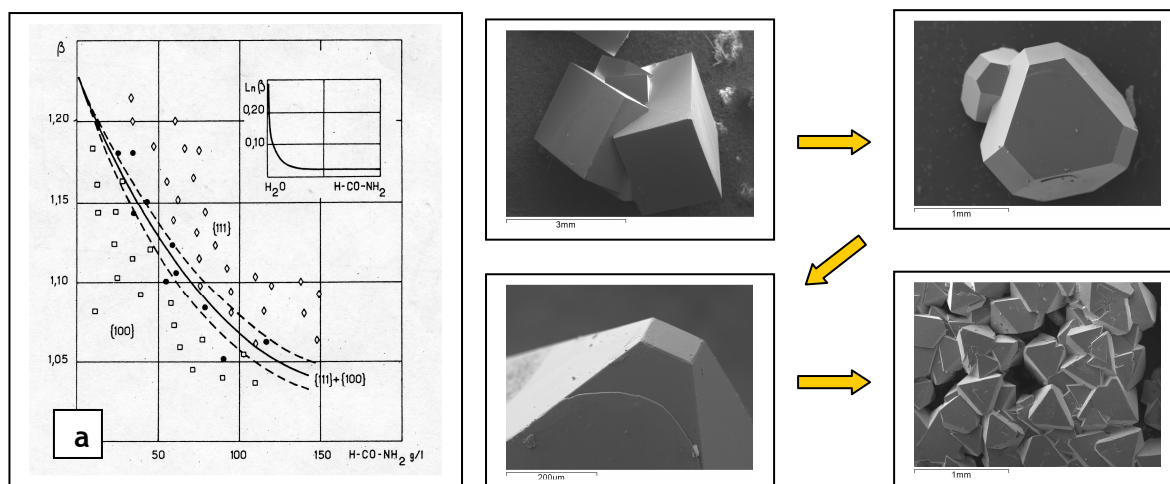 β
1,20
1,15
1,10
1,05
Ln β
0,20
0,10
H₂O
H-CO-NH₂
{111}
{100}
{111}+{100}
a
50
100
150
H-CO-NH₂ g/l
3mm
1mm
200um
1mm